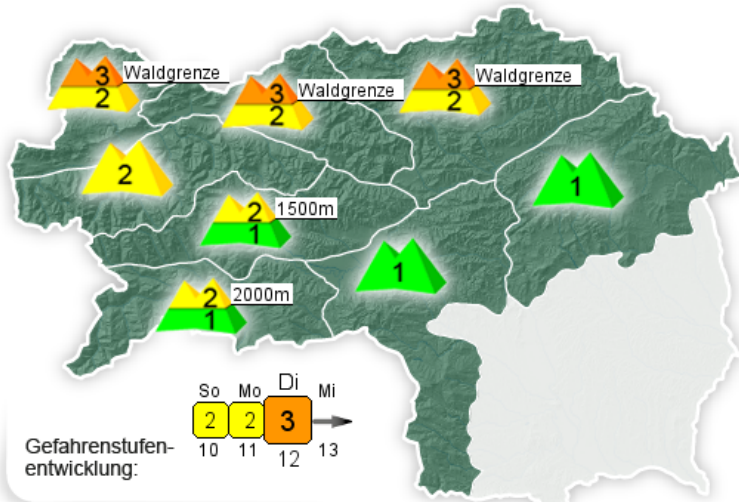 3 Waldgrenze
2
3 Waldgrenze
2
3 Waldgrenze
2
2
1
2 1500m
1
1
2 2000m
1
So Mo Di Mi
2 2 3
10 11 12 13
Gefahrenstufen-
entwicklung: